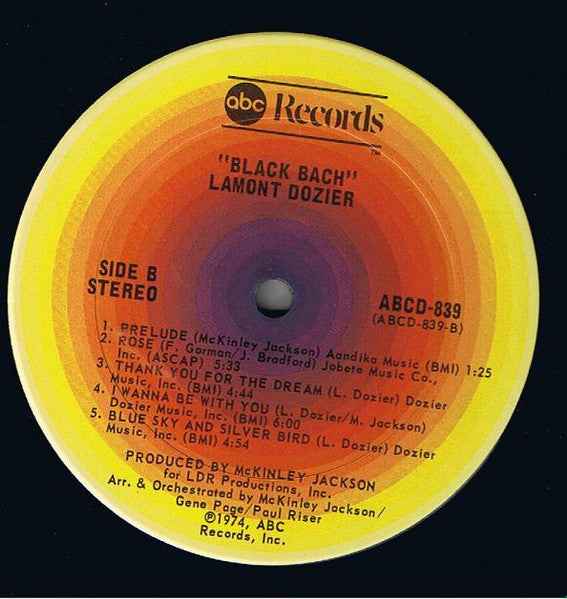 abc Records
TM
"BLACK BACH"
LAMONT DOZIER
SIDE B
STEREO
ABCD-839
(ABCD-839-B)
1. PRELUDE (McKinley Jackson) Aandika Music (BMI) 1:25
2. ROSE (F. Gorman/J. Bradford) Jobete Music Co.,
Inc. (ASCAP) 5:33
3. THANK YOU FOR THE DREAM (L. Dozier) Dozier
Music, Inc. (BMI) 4:44
4. I WANNA BE WITH YOU (L. Dozier/M. Jackson)
Dozier Music, Inc. (BMI) 6:00
5. BLUE SKY AND SILVER BIRD (L. Dozier) Dozier
Music, Inc. (BMI) 4:54
PRODUCED BY McKINLEY JACKSON
for LDR Productions, Inc.
Arr. & Orchestrated by McKinley Jackson/
Gene Page/Paul Riser
℗1974, ABC
Records, Inc.